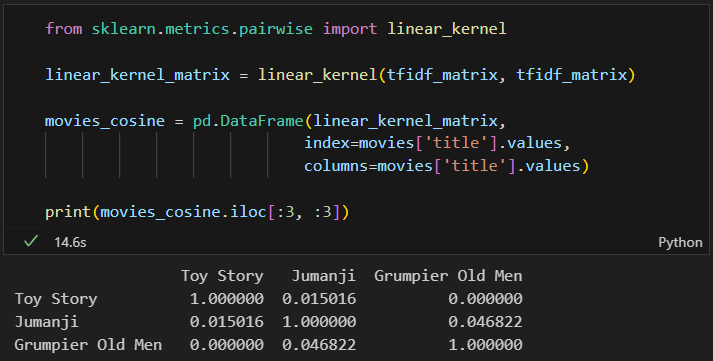 from sklearn.metrics.pairwise import linear_kernel
linear_kernel_matrix = linear_kernel(tfidf_matrix, tfidf_matrix)
movies_cosine = pd.DataFrame(linear_kernel_matrix,
index=movies['title'].values,
columns=movies['title'].values)
print(movies_cosine.iloc[:3, :3])
14.6s Python
Toy Story Jumanji Grumpier Old Men
Toy Story 1.000000 0.015016 0.000000
Jumanji 0.015016 1.000000 0.046822
Grumpier Old Men 0.000000 0.046822 1.000000